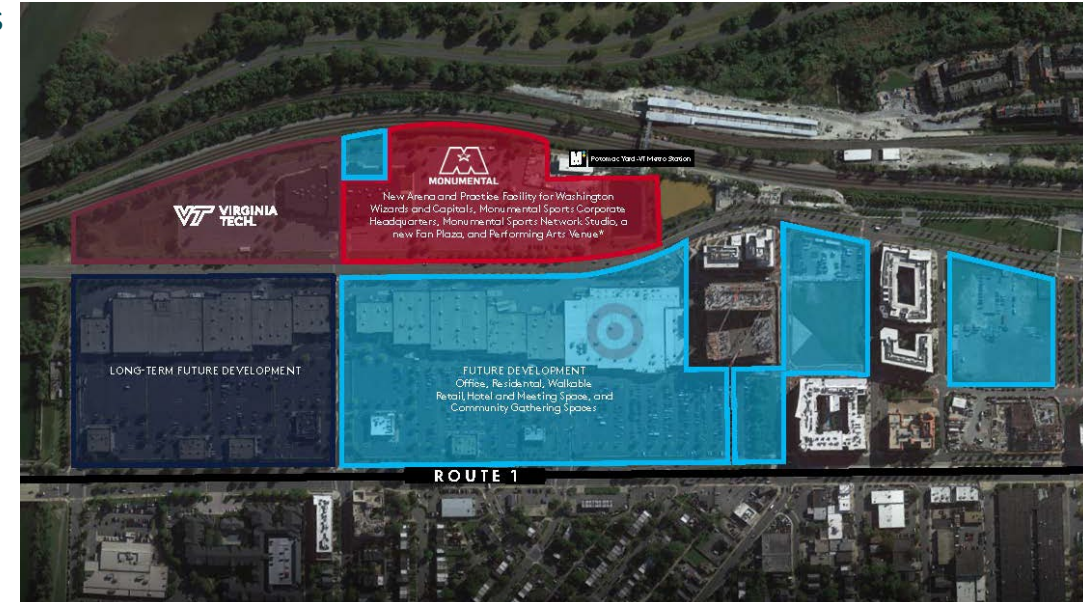 S
MONUMENTAL
Potomac Yard -VT Metro Station
New Arena and Practice Facility for Washington
Wizards and Capitals, Monumental Sports Corporate
Headquarters, Monumental Sports Network Studio, a
new Fan Plaza, and Performing Arts Venue*
VT VIRGINIA
TECH
LONG-TERM FUTURE DEVELOPMENT
FUTURE DEVELOPMENT
Office, Residential, Walkable
Retail, Hotel and Meeting Space, and
Community Gathering Spaces
ROUTE 1